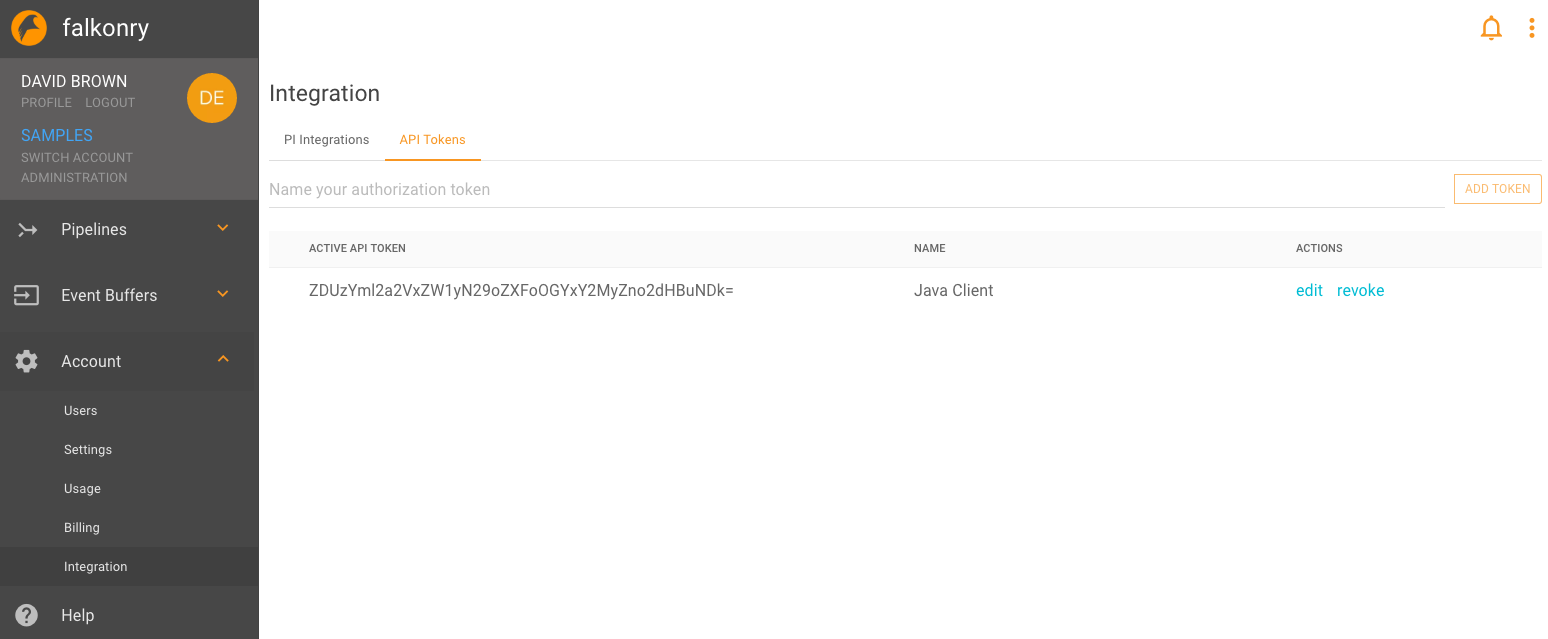 falkonry
DAVID BROWN
PROFILE LOGOUT
DE
SAMPLES
SWITCH ACCOUNT
ADMINISTRATION
Pipelines
Event Buffers
Account
Users
Settings
Usage
Billing
Integration
Help
Integration
PI Integrations API Tokens
Name your authorization token ADD TOKEN
ACTIVE API TOKEN NAME ACTIONS
ZDUzYml2a2VxZW1yN29oZXFoOGYxY2MyZno2dHBuNDk= Java Client edit revoke